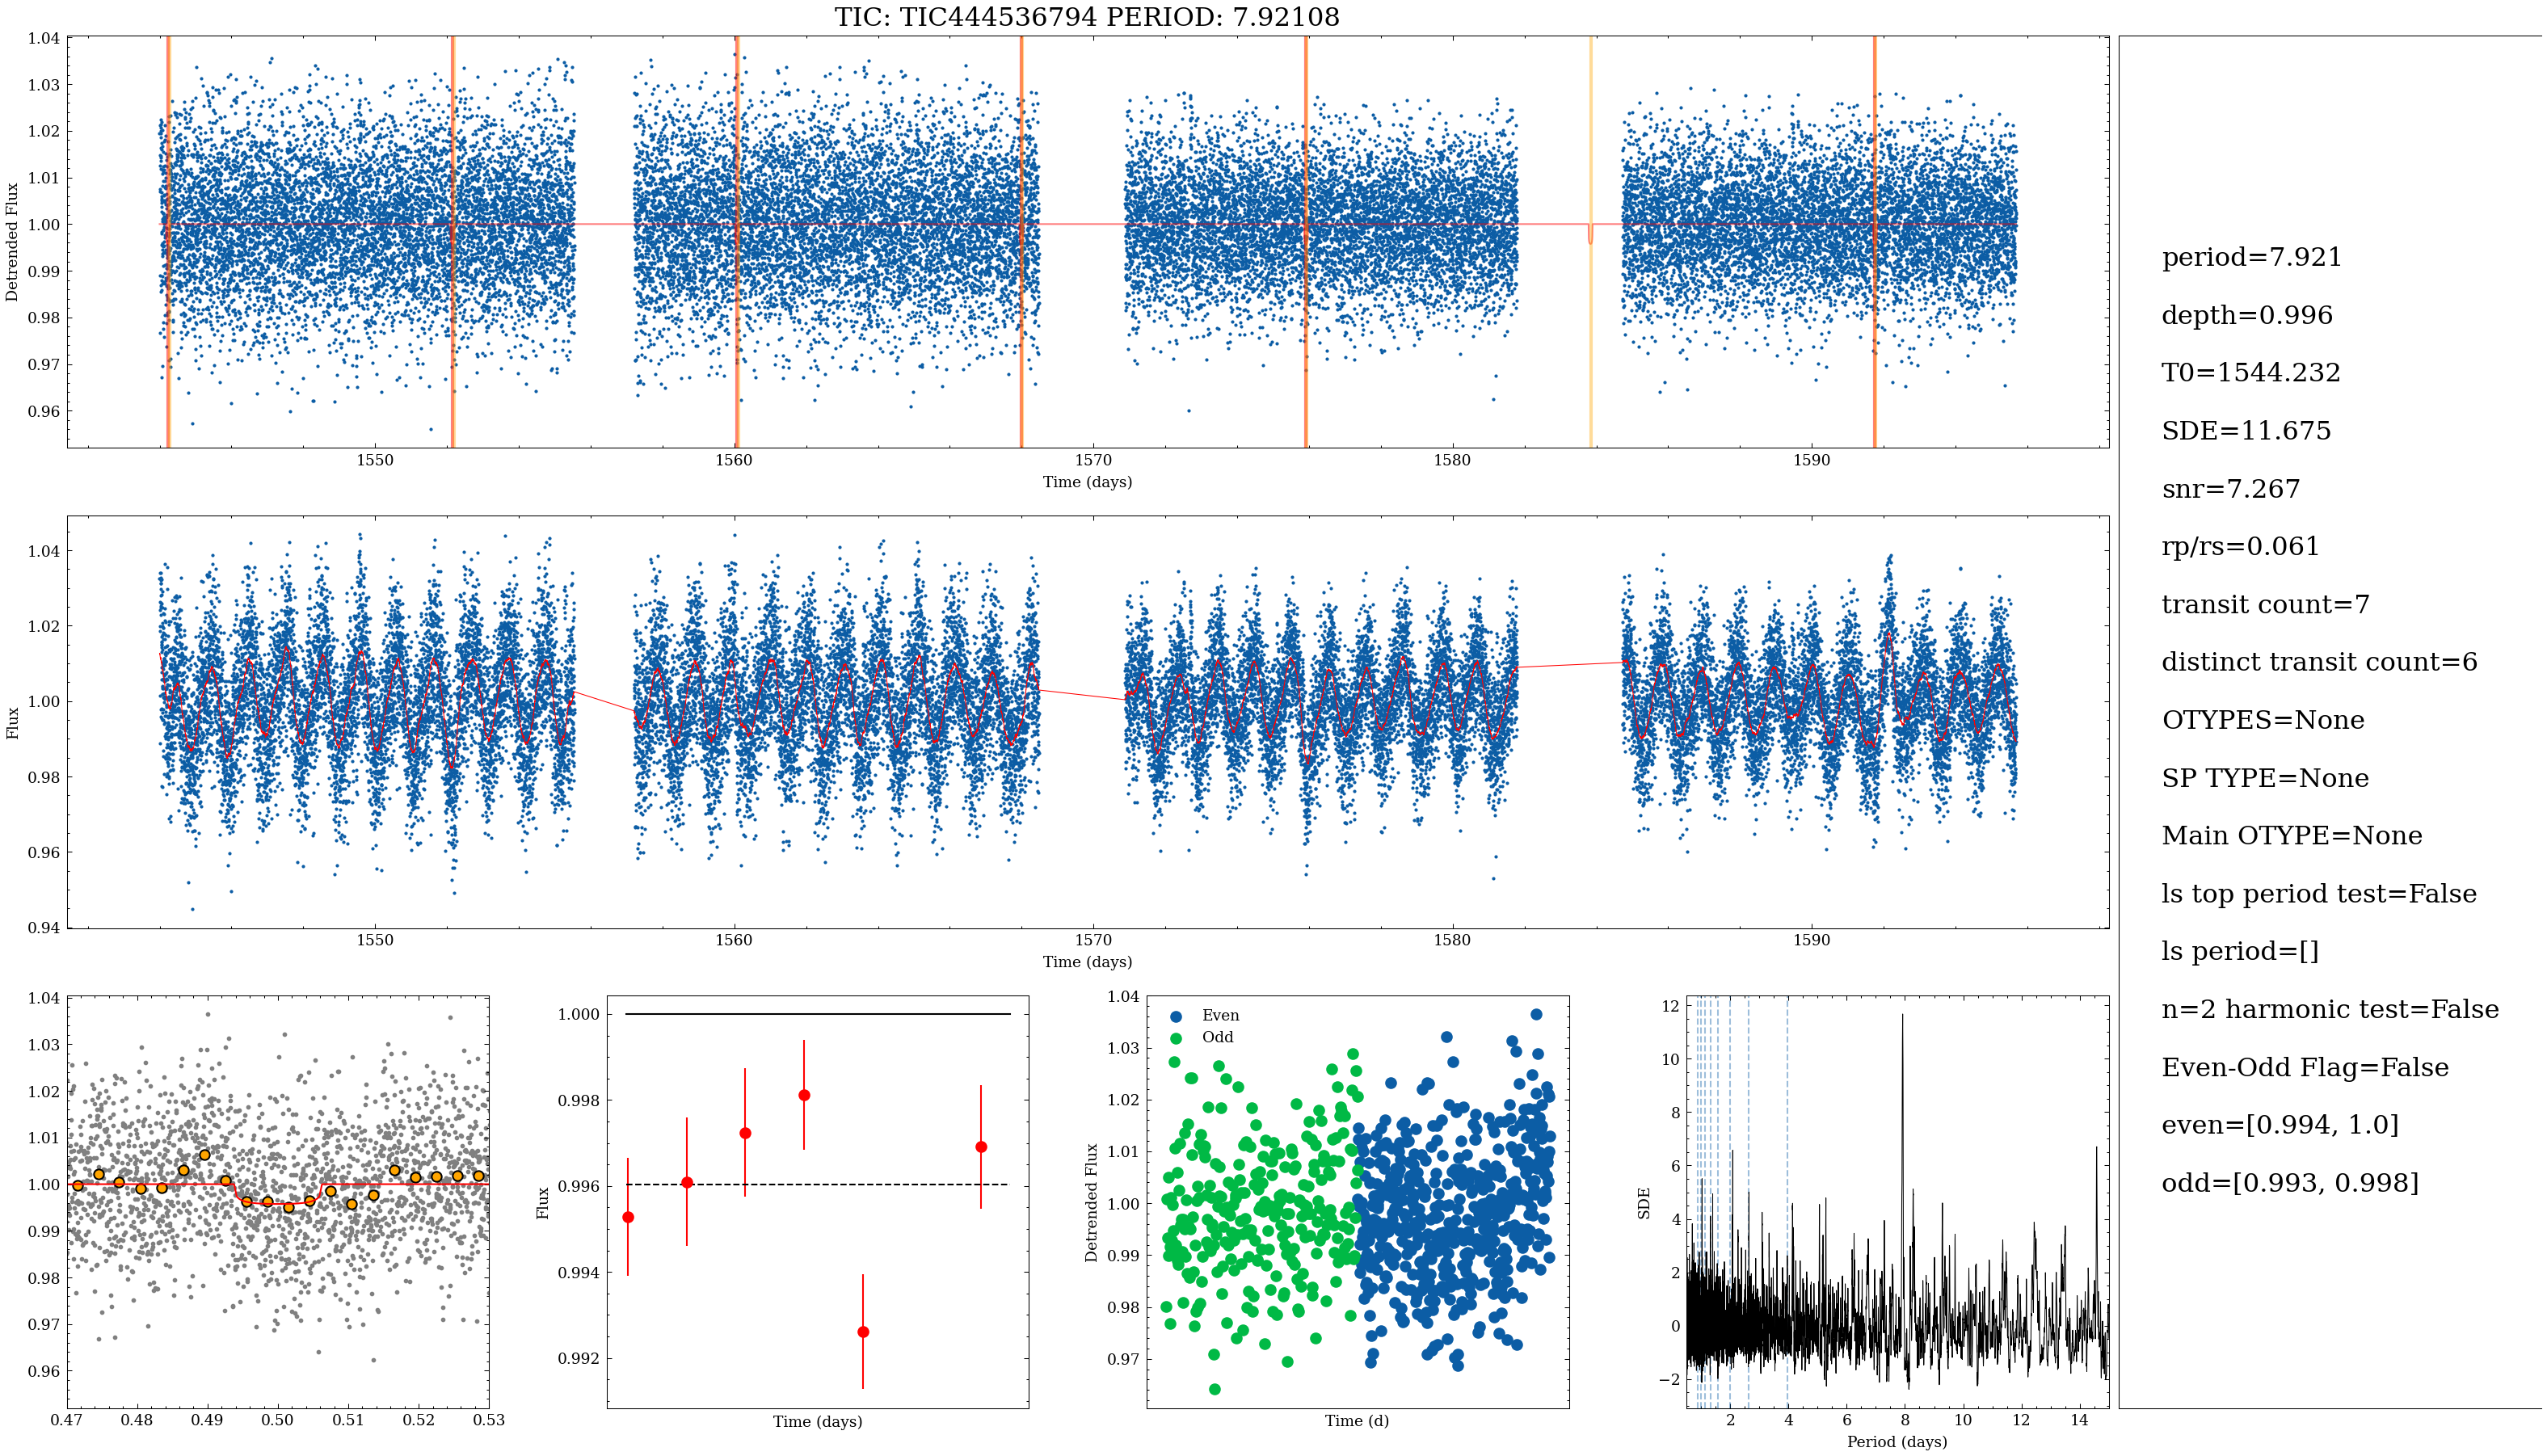 TIC: TIC444536794 PERIOD: 7.92108
1.04
1.03
1.02
1.01
1.00
0.99
0.98
0.97
0.96
Detrended Flux
1550
1560
1570
1580
1590
Time (days)
1.04
1.02
1.00
0.98
0.96
0.94
Flux
1550
1560
1570
1580
1590
Time (days)
1.04
1.03
1.02
1.01
1.00
0.99
0.98
0.97
0.96
0.47
0.48
0.49
0.50
0.51
0.52
0.53
1.000
0.998
0.996
0.994
0.992
Flux
Time (days)
Even
Odd
1.04
1.03
1.02
1.01
1.00
0.99
0.98
0.97
Detrended Flux
Time (d)
12
10
8
6
4
2
0
−2
SDE
2
4
6
8
10
12
14
Period (days)
period=7.921
depth=0.996
T0=1544.232
SDE=11.675
snr=7.267
rp/rs=0.061
transit count=7
distinct transit count=6
OTYPES=None
SP TYPE=None
Main OTYPE=None
ls top period test=False
ls period=[]
n=2 harmonic test=False
Even-Odd Flag=False
even=[0.994, 1.0]
odd=[0.993, 0.998]